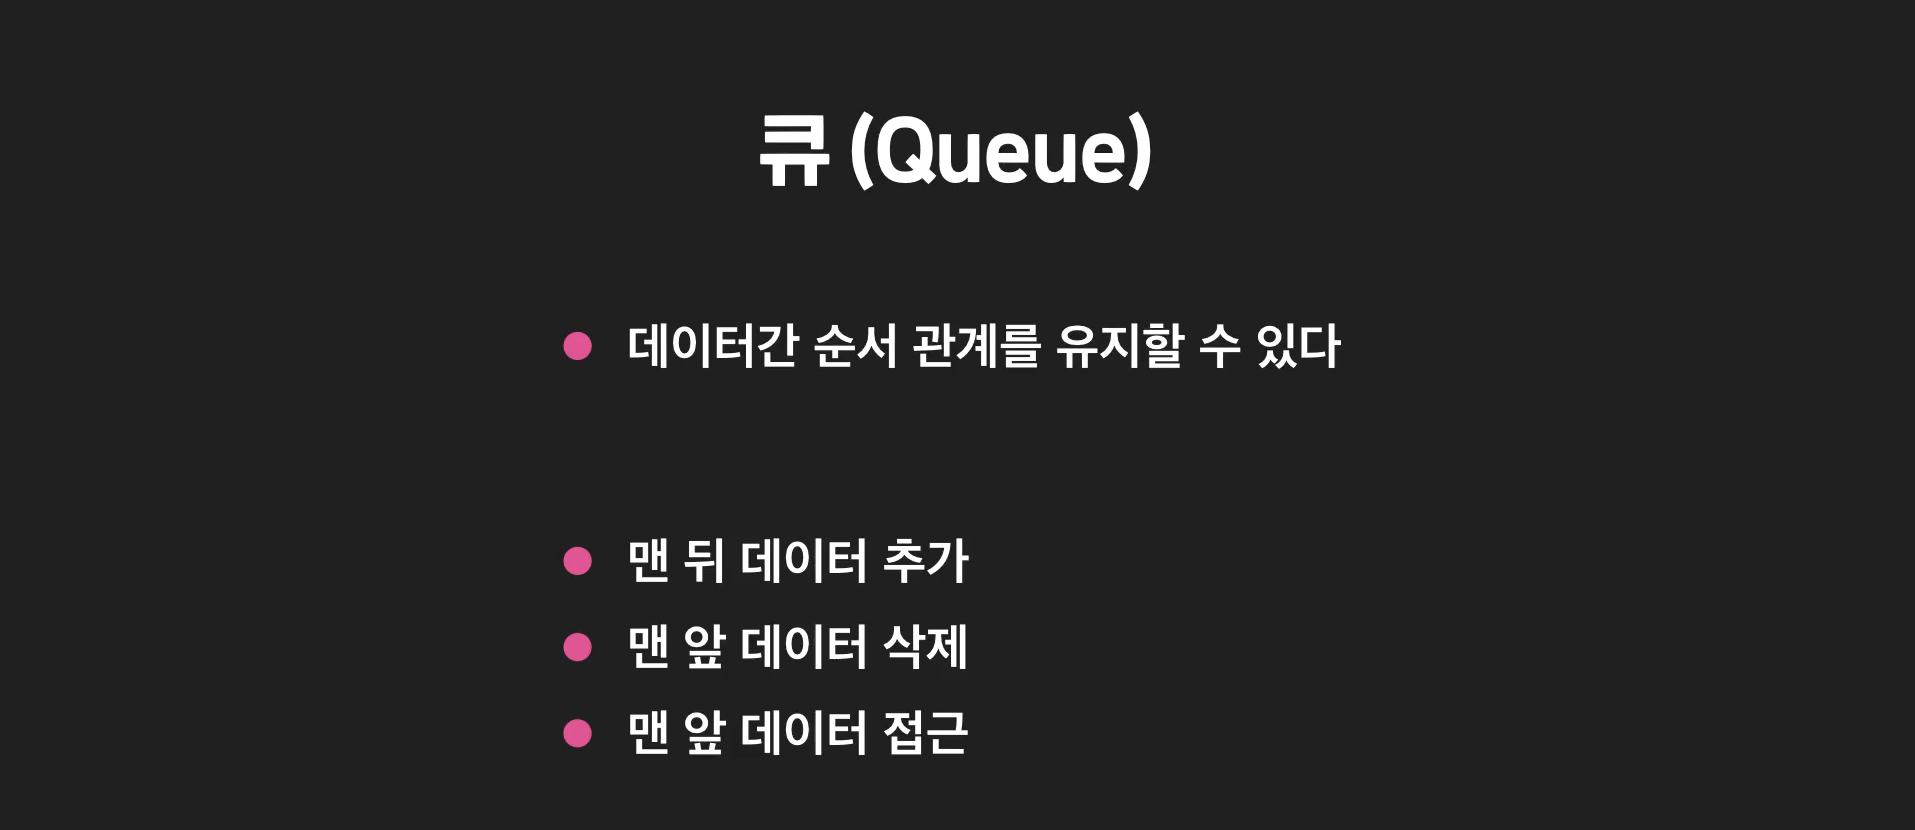 큐 (Queue)
데이터간 순서 관계를 유지할 수 있다
맨 뒤 데이터 추가
맨 앞 데이터 삭제
맨 앞 데이터 접근